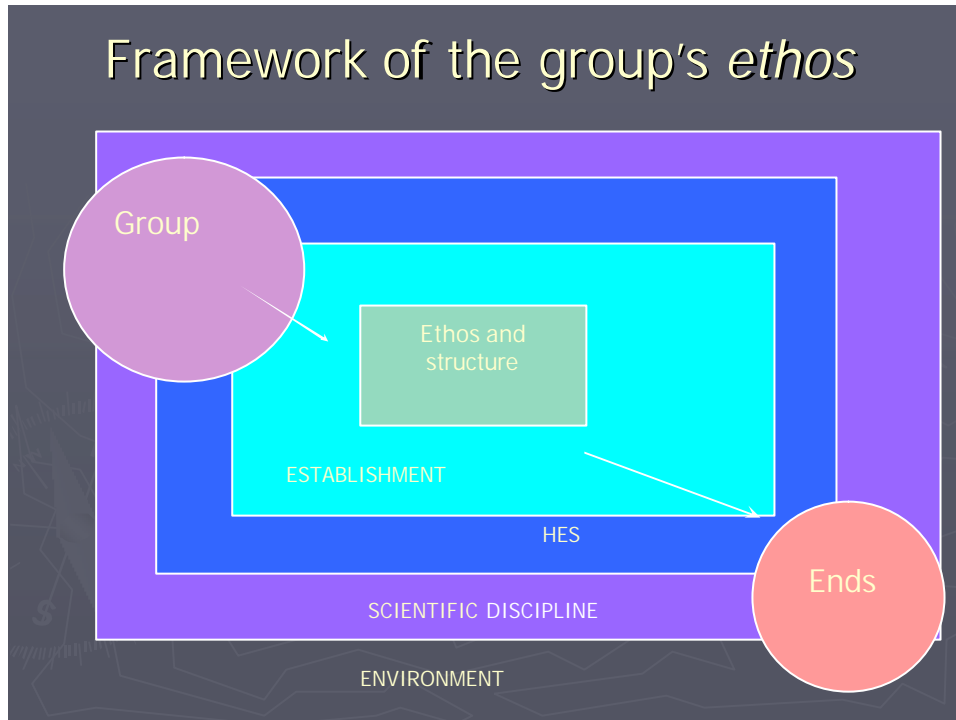 Framework of the group's ethos
Group
Ethos and
structure
ESTABLISHMENT
HES
Ends
SCIENTIFIC DISCIPLINE
S
ENVIRONMENT